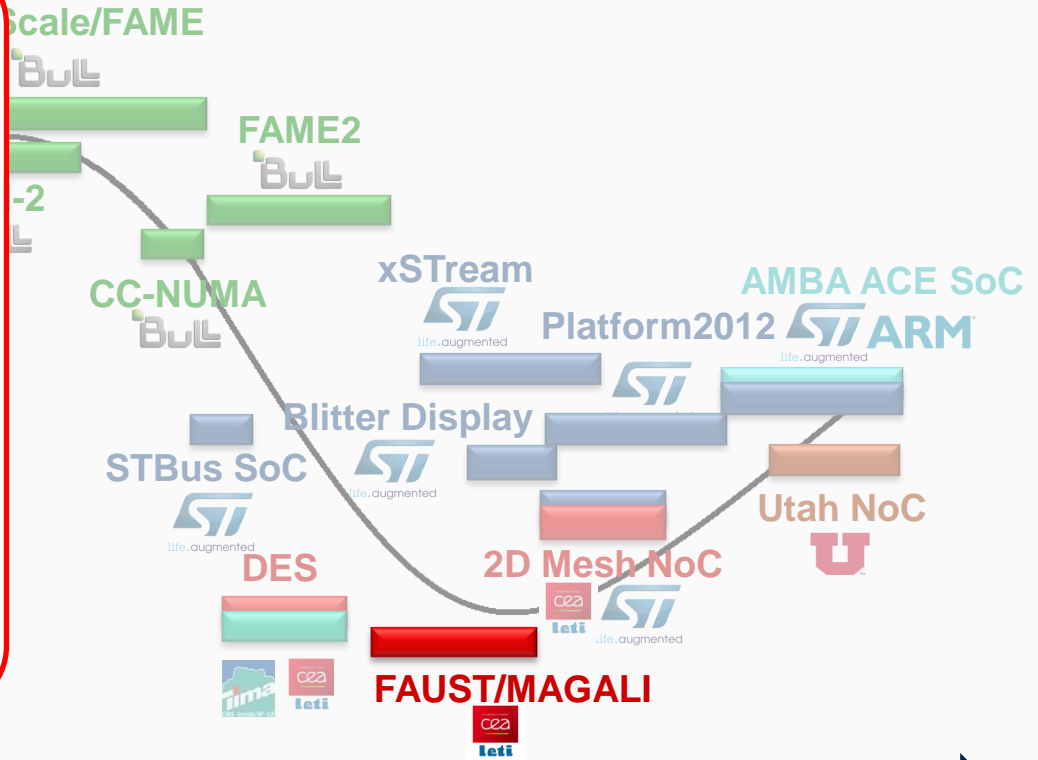 Scale/FAME
Bull
FAME2
Bull
-2
CC-NUMA
Bull
xSTream
ST
life.augmented
Platform2012
ST
AMBA ACE SoC
ST ARM
life.augmented
Blitter Display
ST
life.augmented
STBus SoC
ST
life.augmented
Utah NoC
U
DES
2D Mesh NoC
cea
leti
ST
life.augmented
tima
cea
leti
FAUST/MAGALI
cea
leti